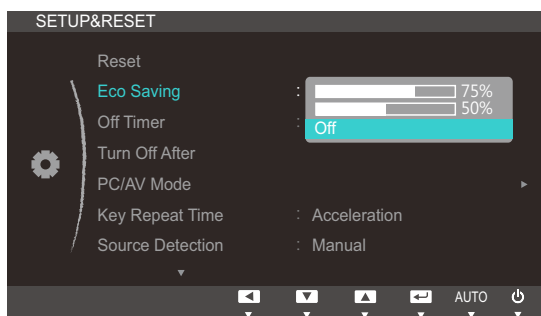 SETUP&RESET
Reset
Eco Saving : 75%
50%
Off Timer : Off
Turn Off After
PC/AV Mode
Key Repeat Time : Acceleration
Source Detection : Manual
AUTO